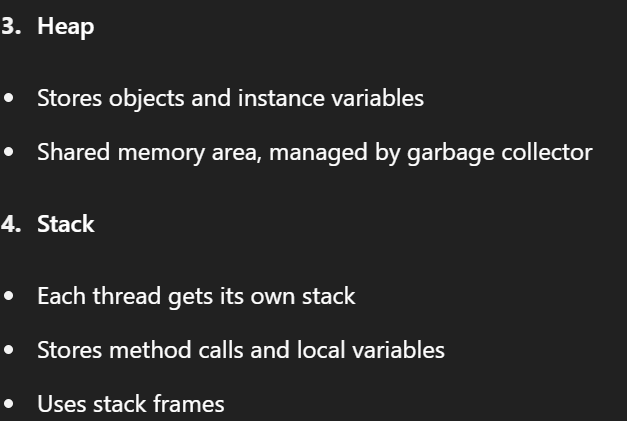 3. Heap
• Stores objects and instance variables
• Shared memory area, managed by garbage collector
4. Stack
• Each thread gets its own stack
• Stores method calls and local variables
• Uses stack frames